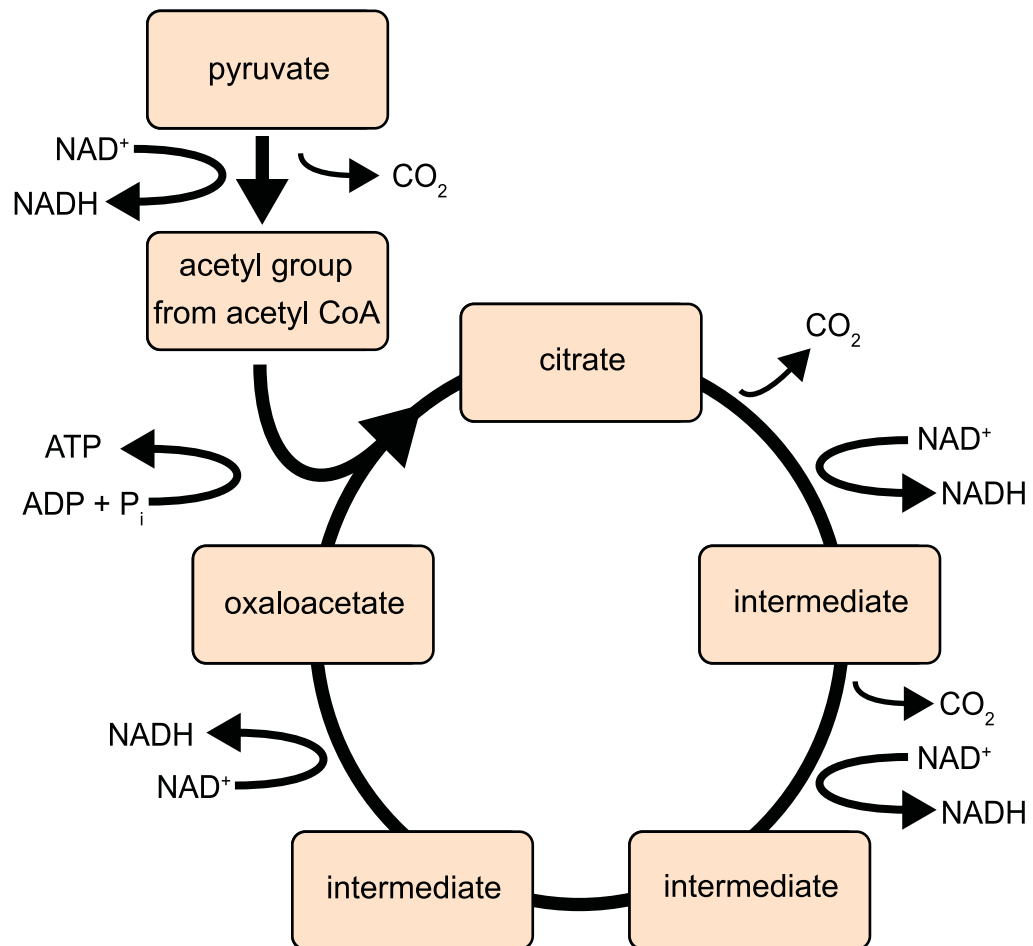 pyruvate
NAD⁺
CO₂
NADH
acetyl group
from acetyl CoA
CO₂
citrate
ATP
ADP + Pᵢ
NAD⁺
NADH
oxaloacetate
intermediate
CO₂
NADH
NAD⁺
NAD⁺
NADH
intermediate
intermediate